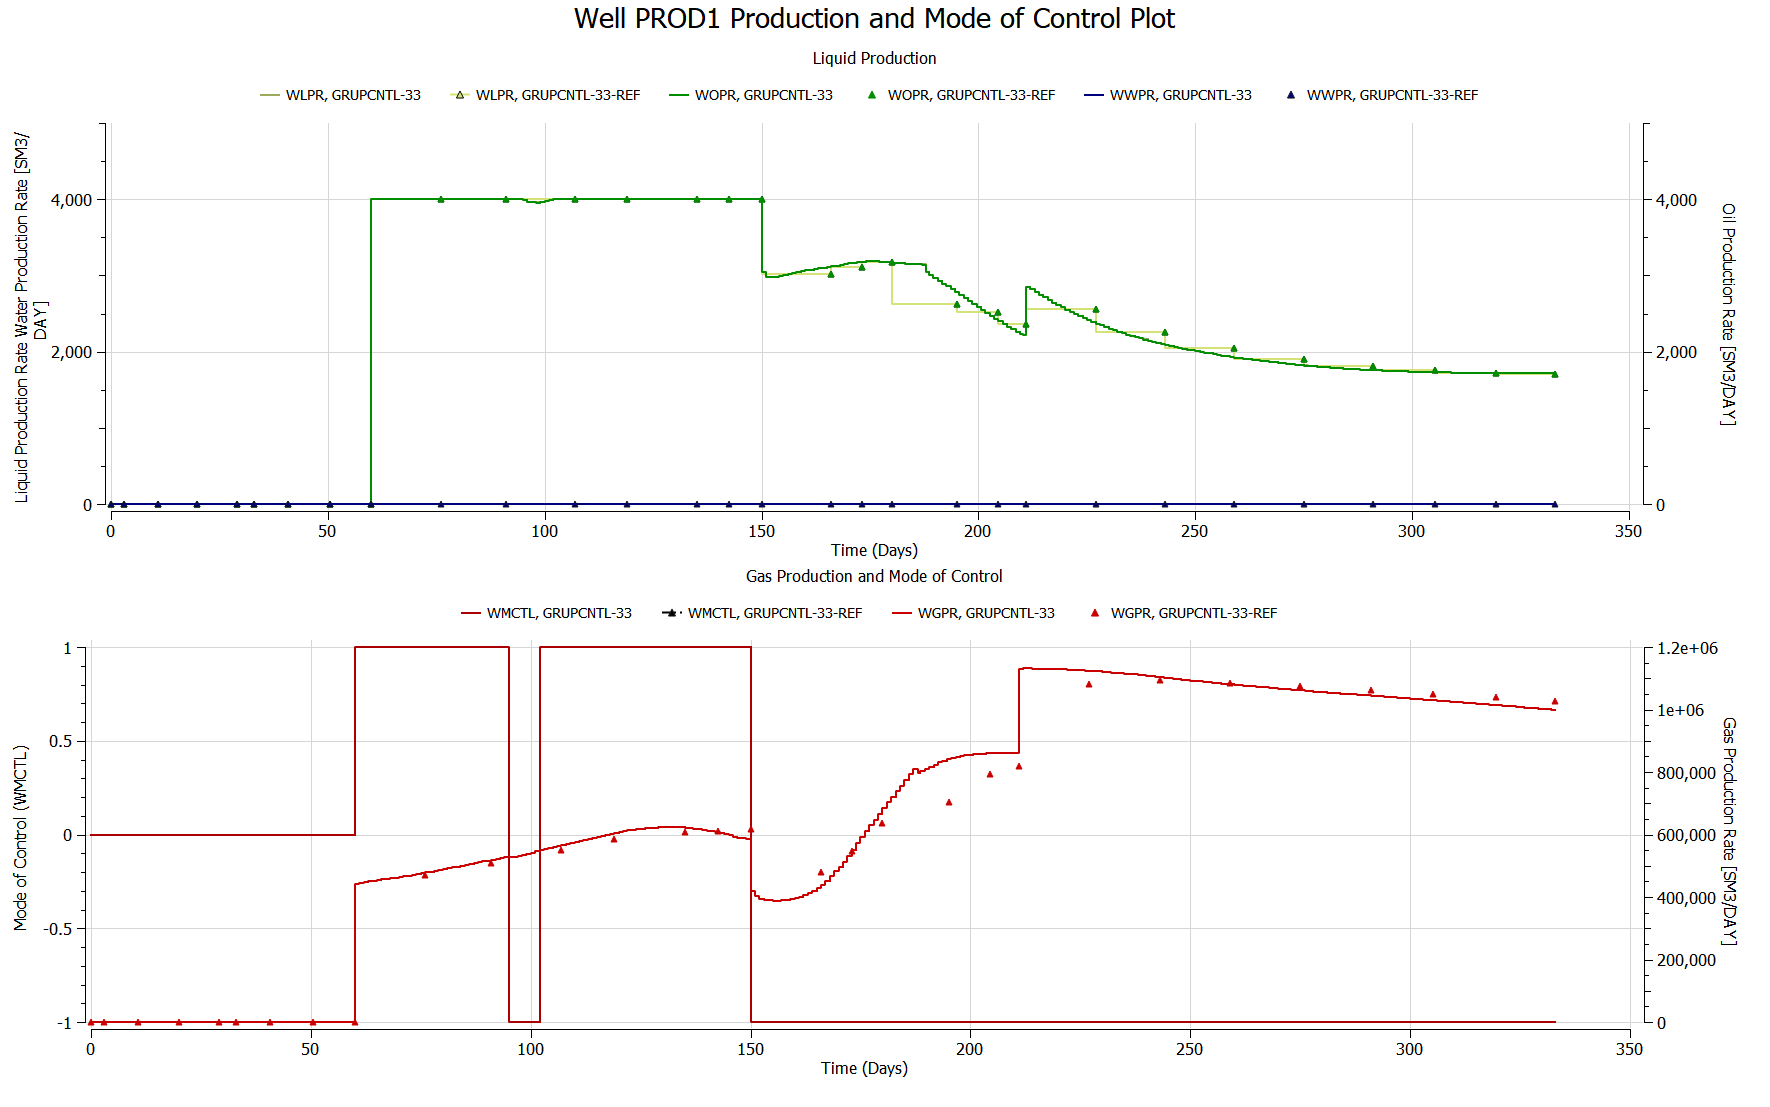 Well PROD1 Production and Mode of Control Plot
Liquid Production
WLPR, GRUPCNTL-33 WLPR, GRUPCNTL-33-REF WOPR, GRUPCNTL-33 WOPR, GRUPCNTL-33-REF WWPR, GRUPCNTL-33 WWPR, GRUPCNTL-33-REF
Liquid Production Rate Water Production Rate [SM3/
DAY]
4,000
2,000
0
4,000
2,000
0
Oil Production Rate [SM3/DAY]
0 50 100 150 200 250 300 350
Time (Days)
Gas Production and Mode of Control
WMCTL, GRUPCNTL-33 WMCTL, GRUPCNTL-33-REF WGPR, GRUPCNTL-33 WGPR, GRUPCNTL-33-REF
Mode of Control (WMCTL)
1
0.5
0
-0.5
-1
1.2e+06
1e+06
800,000
600,000
400,000
200,000
0
Gas Production Rate [SM3/DAY]
0 50 100 150 200 250 300 350
Time (Days)